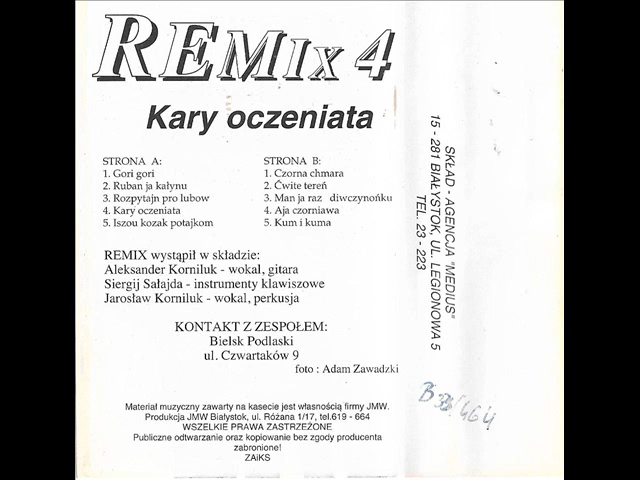 REMIX 4
Kary oczeniata
STRONA A:
1. Gori gori
2. Ruban ja kałynu
3. Rozpytajn pro lubow
4. Kary oczeniata
5. Iszou kozak potajkom
STRONA B:
1. Czorna chmara
2. Ćwite tereń
3. Man ja raz diwczynońku
4. Aja czorniawa
5. Kum i kuma
REMIX wystąpił w składzie:
Aleksander Korniluk - wokal, gitara
Siergij Sałajda - instrumenty klawiszowe
Jarosław Korniluk - wokal, perkusja
KONTAKT Z ZESPOŁEM:
Bielsk Podlaski
ul. Czwartaków 9
foto : Adam Zawadzki
Materiał muzyczny zawarty na kasecie jest własnością firmy JMW.
Produkcja JMW Białystok, ul. Różana 1/17, tel.619 - 664
WSZELKIE PRAWA ZASTRZEŻONE
Publiczne odtwarzanie oraz kopiowanie bez zgody producenta
zabronione!
ZAiKS
SKŁAD - AGENCJA "MEDIUS"
15 - 281 BIAŁYSTOK, UL. LEGIONOWA 5
TEL. 23 - 223